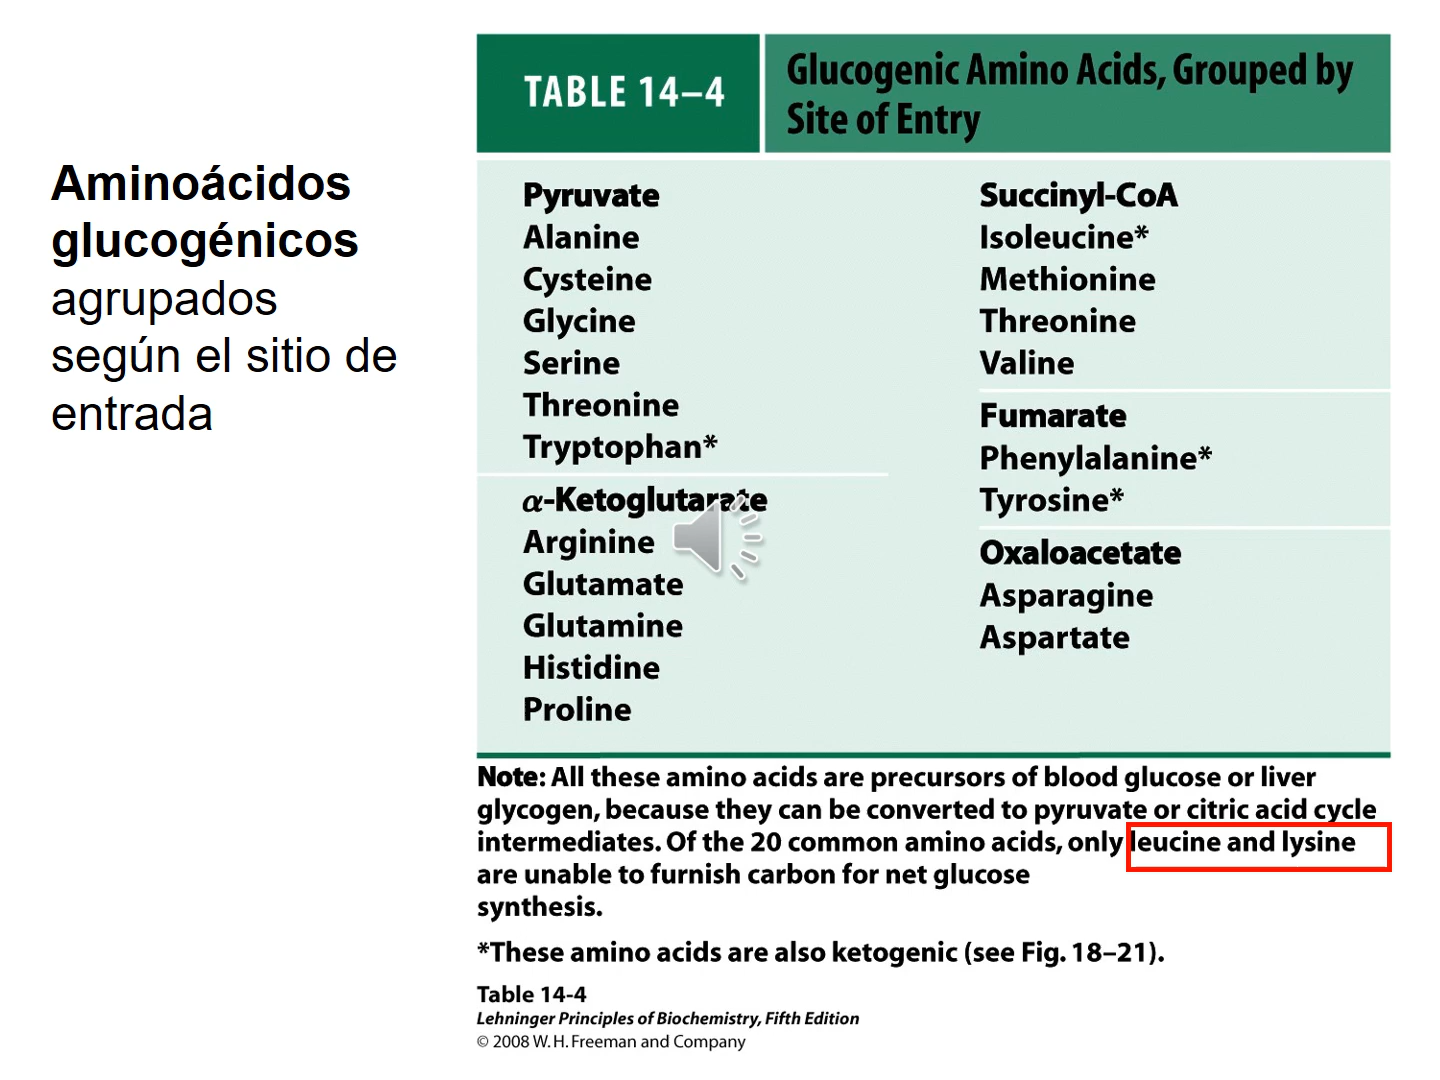 Aminoácidos
glucogénicos
agrupados
según el sitio de
entrada
TABLE 14–4
Glucogenic Amino Acids, Grouped by
Site of Entry
Pyruvate
Alanine
Cysteine
Glycine
Serine
Threonine
Tryptophan*
α-Ketoglutarate
Arginine
Glutamate
Glutamine
Histidine
Proline
Succinyl-CoA
Isoleucine*
Methionine
Threonine
Valine
Fumarate
Phenylalanine*
Tyrosine*
Oxaloacetate
Asparagine
Aspartate
Note: All these amino acids are precursors of blood glucose or liver
glycogen, because they can be converted to pyruvate or citric acid cycle
intermediates. Of the 20 common amino acids, only leucine and lysine
are unable to furnish carbon for net glucose
synthesis.
*These amino acids are also ketogenic (see Fig. 18–21).
Table 14-4
Lehninger Principles of Biochemistry, Fifth Edition
© 2008 W. H. Freeman and Company